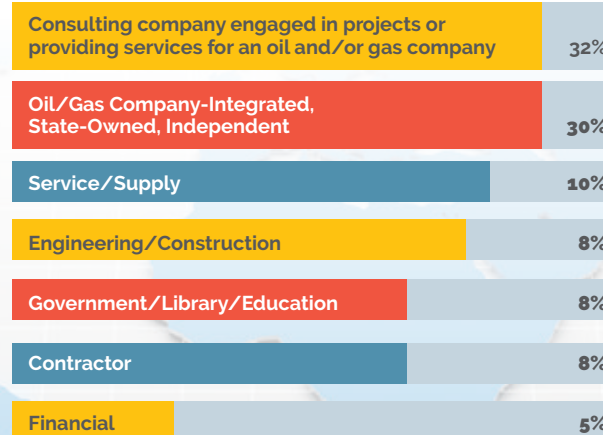 Consulting company engaged in projects or
providing services for an oil and/or gas company 32%
Oil/Gas Company-Integrated,
State-Owned, Independent 30%
Service/Supply 10%
Engineering/Construction 8%
Government/Library/Education 8%
Contractor 8%
Financial 5%